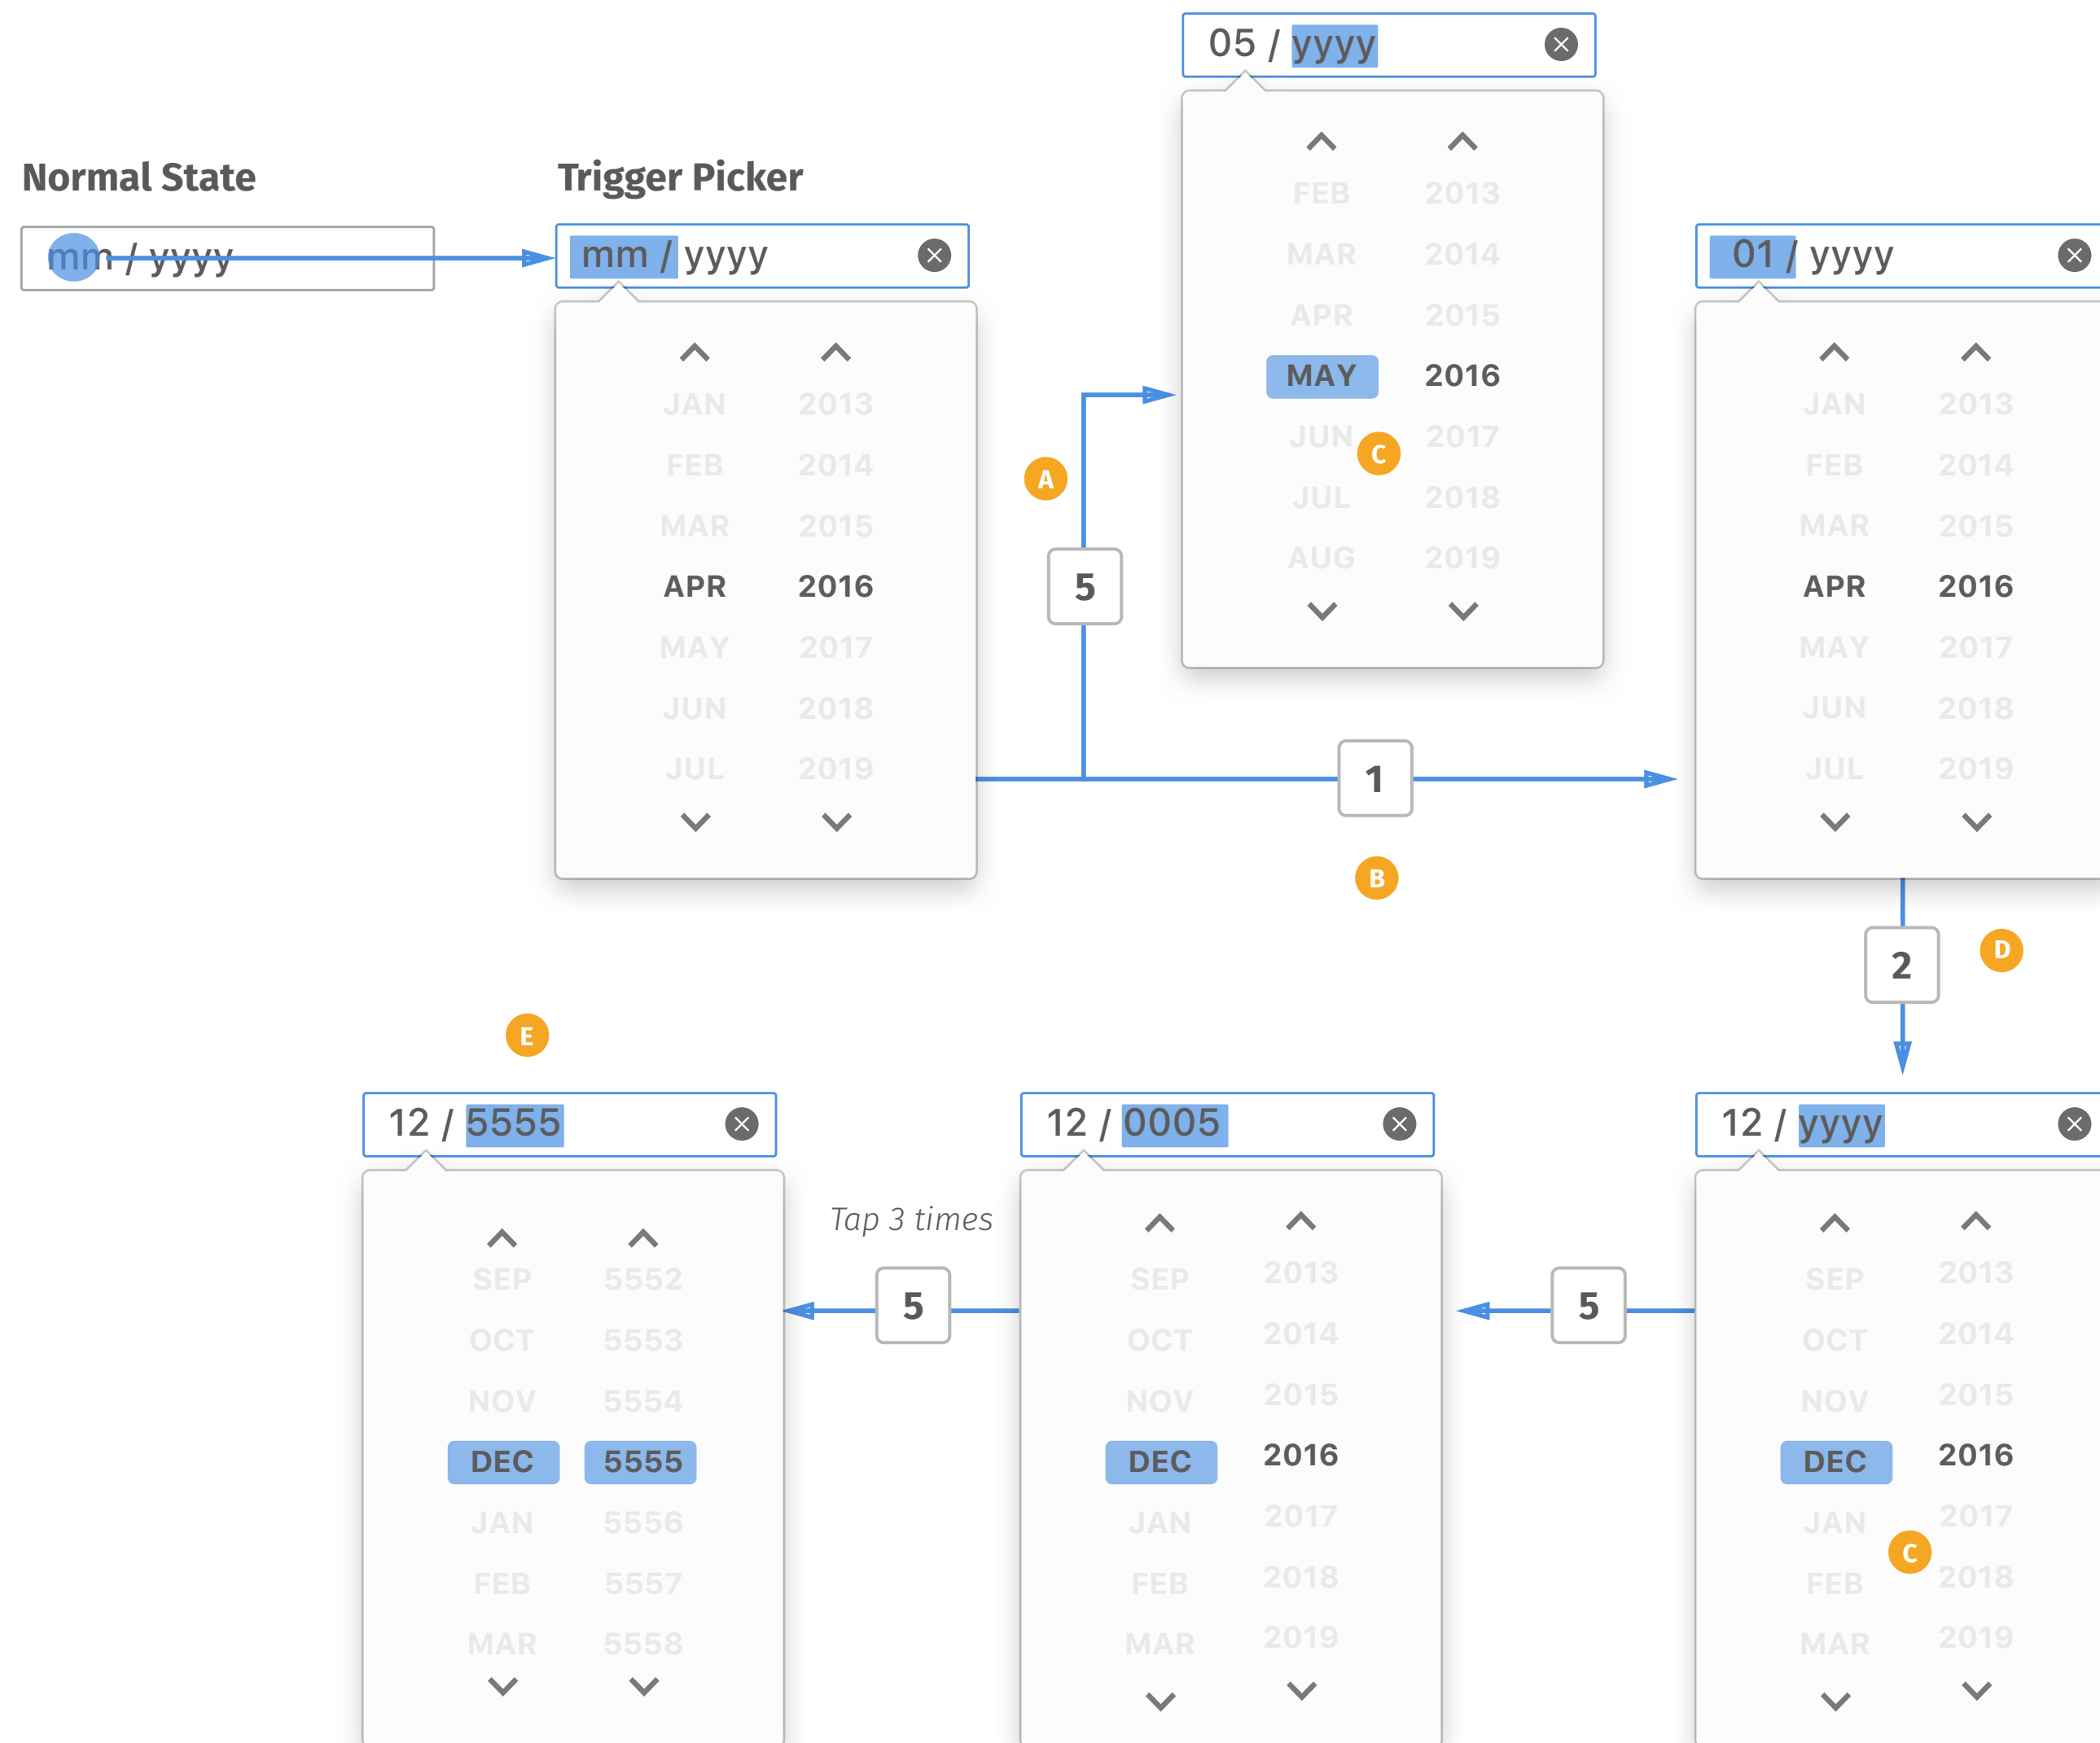 Normal State
mm / yyyy
Trigger Picker
mm / yyyy
JAN 2013
FEB 2014
MAR 2015
APR 2016
MAY 2017
JUN 2018
JUL 2019
A
5
05 / yyyy
FEB 2013
MAR 2014
APR 2015
MAY 2016
JUN 2017
C
JUL 2018
AUG 2019
1
B
01 / yyyy
JAN 2013
FEB 2014
MAR 2015
APR 2016
MAY 2017
JUN 2018
JUL 2019
2
D
12 / yyyy
SEP 2013
OCT 2014
NOV 2015
DEC 2016
JAN 2017
C
FEB 2018
MAR 2019
5
12 / 0005
SEP 2013
OCT 2014
NOV 2015
DEC 2016
JAN 2017
FEB 2018
MAR 2019
Tap 3 times
5
E
12 / 5555
SEP 5552
OCT 5553
NOV 5554
DEC 5555
JAN 5556
FEB 5557
MAR 5558